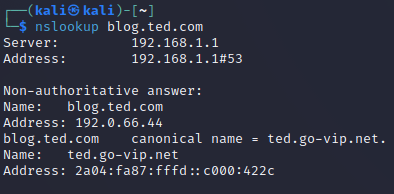 ┌──(kali㉿kali)-[~]
└─$ nslookup blog.ted.com
Server:         192.168.1.1
Address:        192.168.1.1#53

Non-authoritative answer:
Name:   blog.ted.com
Address: 192.0.66.44
blog.ted.com    canonical name = ted.go-vip.net.
Name:   ted.go-vip.net
Address: 2a04:fa87:fffd::c000:422c